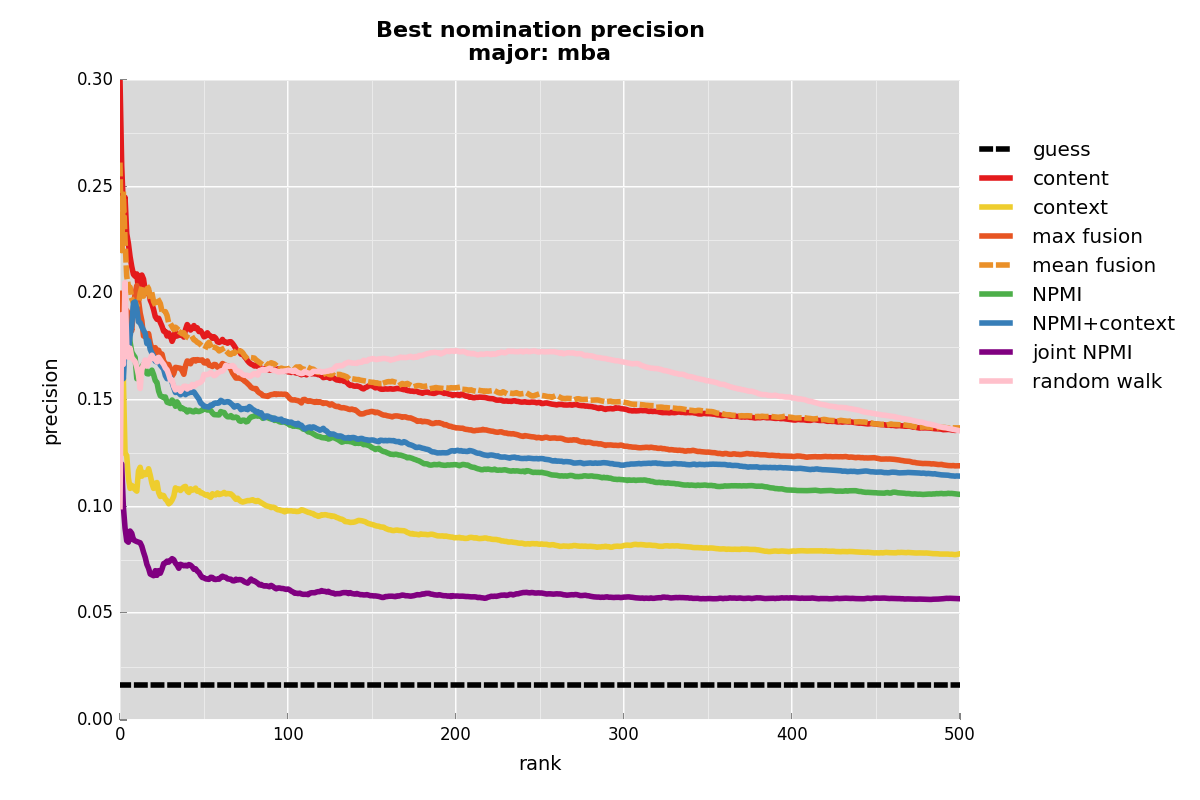 Best nomination precision
major: mba
precision
0.30
0.25
0.20
0.15
0.10
0.05
0.00
0
100
200
300
400
500
rank
guess
content
context
max fusion
mean fusion
NPMI
NPMI+context
joint NPMI
random walk